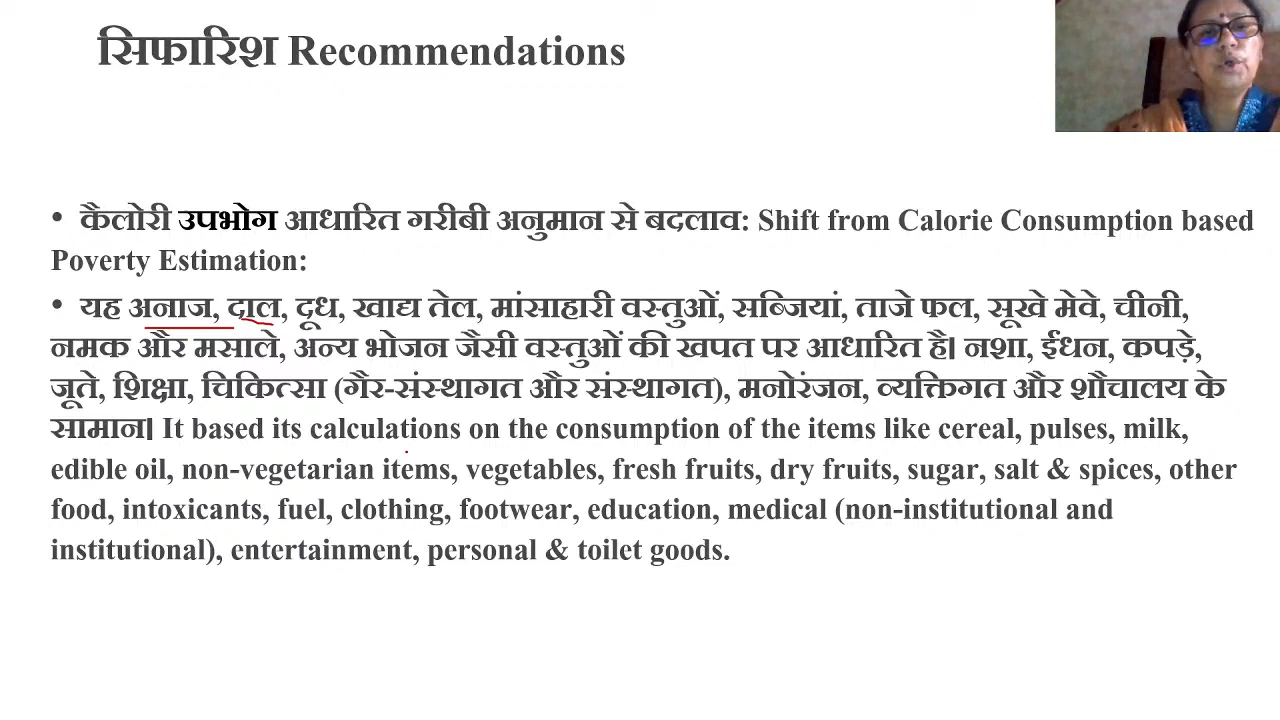 सिफारिश Recommendations
• कैलोरी उपभोग आधारित गरीबी अनुमान से बदलाव: Shift from Calorie Consumption based
Poverty Estimation:
• यह अनाज, दाल, दूध, खाद्य तेल, मांसाहारी वस्तुओं, सब्जियां, ताजे फल, सूखे मेवे, चीनी,
नमक और मसाले, अन्य भोजन जैसी वस्तुओं की खपत पर आधारित है। नशा, ईंधन, कपड़े,
जूते, शिक्षा, चिकित्सा (गैर-संस्थागत और संस्थागत), मनोरंजन, व्यक्तिगत और शौचालय के
सामान। It based its calculations on the consumption of the items like cereal, pulses, milk,
edible oil, non-vegetarian items, vegetables, fresh fruits, dry fruits, sugar, salt & spices, other
food, intoxicants, fuel, clothing, footwear, education, medical (non-institutional and
institutional), entertainment, personal & toilet goods.